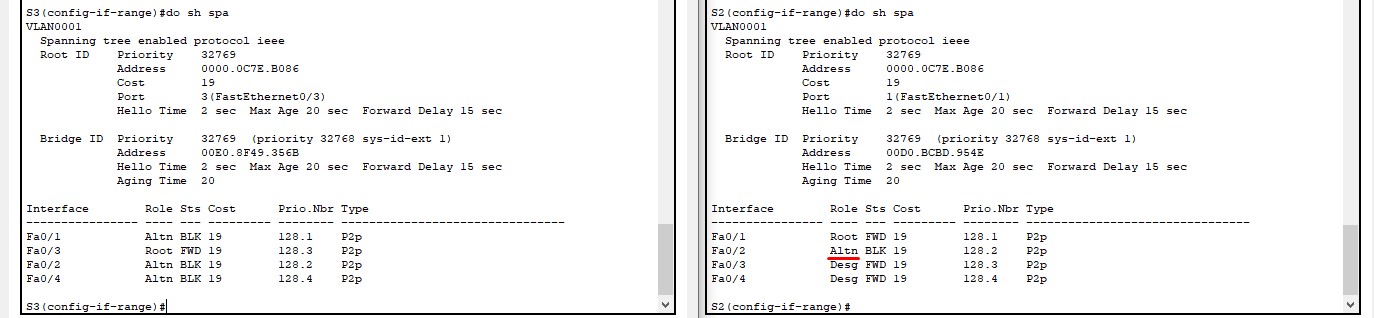 S3(config-if-range)#do sh spa
VLAN0001
  Spanning tree enabled protocol ieee
  Root ID    Priority    32769
             Address     0000.0C7E.B086
             Cost        19
             Port        3(FastEthernet0/3)
             Hello Time  2 sec  Max Age 20 sec  Forward Delay 15 sec
  Bridge ID  Priority    32769  (priority 32768 sys-id-ext 1)
             Address     00E0.8F49.356B
             Hello Time  2 sec  Max Age 20 sec  Forward Delay 15 sec
             Aging Time  20
Interface        Role Sts Cost      Prio.Nbr Type
---------------- ---- --- --------- -------- --------------------------------
Fa0/1            Altn BLK 19        128.1    P2p
Fa0/3            Root FWD 19        128.3    P2p
Fa0/2            Altn BLK 19        128.2    P2p
Fa0/4            Altn BLK 19        128.4    P2p
S3(config-if-range)#
S2(config-if-range)#do sh spa
VLAN0001
  Spanning tree enabled protocol ieee
  Root ID    Priority    32769
             Address     0000.0C7E.B086
             Cost        19
             Port        1(FastEthernet0/1)
             Hello Time  2 sec  Max Age 20 sec  Forward Delay 15 sec
  Bridge ID  Priority    32769  (priority 32768 sys-id-ext 1)
             Address     00D0.BCBD.954E
             Hello Time  2 sec  Max Age 20 sec  Forward Delay 15 sec
             Aging Time  20
Interface        Role Sts Cost      Prio.Nbr Type
---------------- ---- --- --------- -------- --------------------------------
Fa0/1            Root FWD 19        128.1    P2p
Fa0/2            Altn BLK 19        128.2    P2p
Fa0/3            Desg FWD 19        128.3    P2p
Fa0/4            Desg FWD 19        128.4    P2p
S2(config-if-range)#